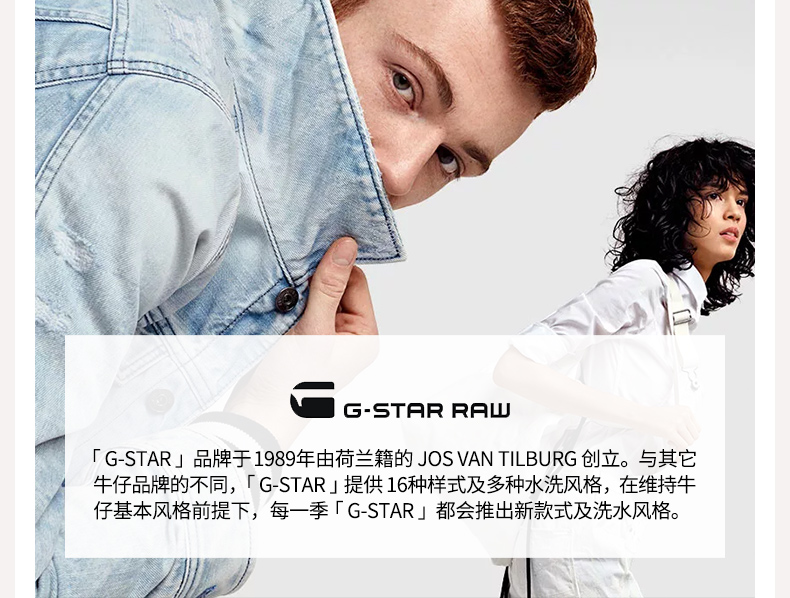 G-STAR RAW
「 G-STAR 」品牌于1989年由荷兰籍的 JOS VAN TILBURG 创立。与其它
牛仔品牌的不同，「 G-STAR 」提供 16种样式及多种水洗风格，在维持牛
仔基本风格前提下，每一季「 G-STAR 」都会推出新款式及洗水风格。